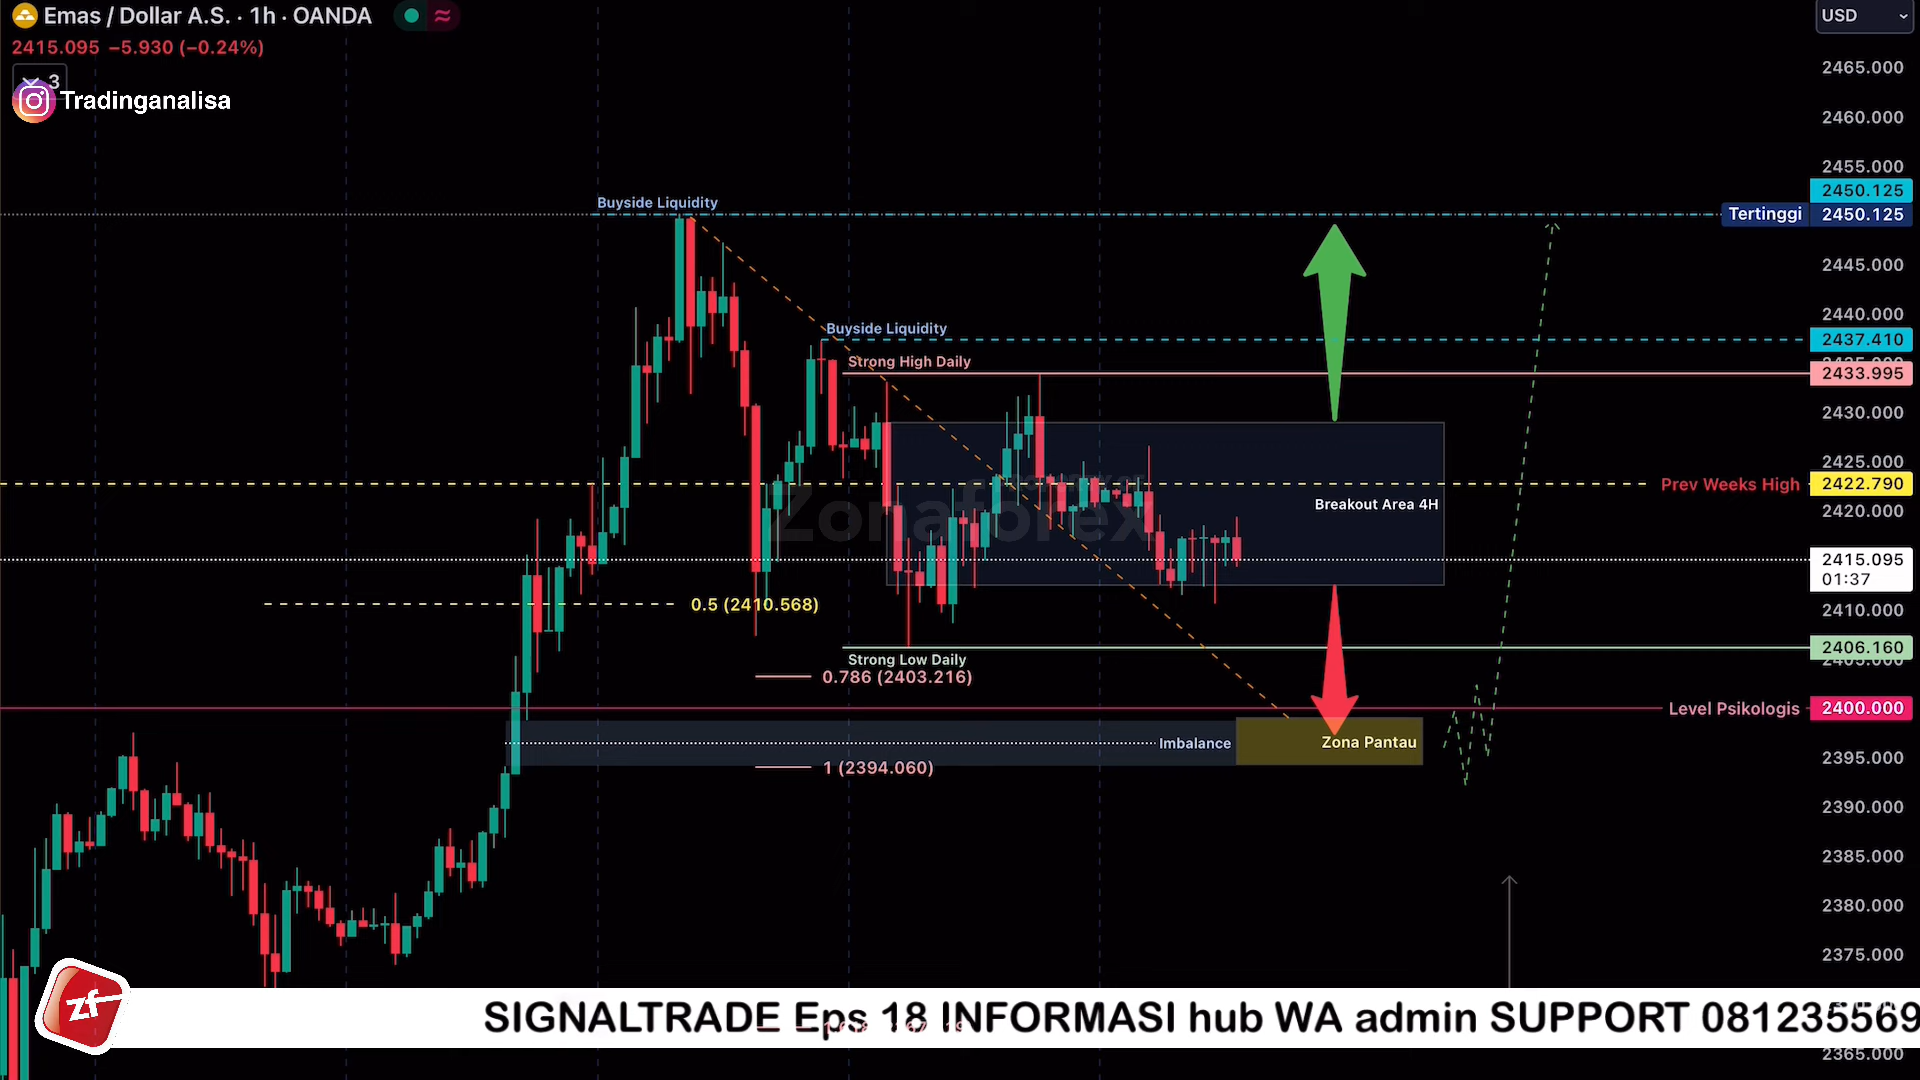 Emas / Dollar A.S. · 1h · OANDA
USD
2415.095 −5.930 (−0.24%)
3
Tradinganalisa
2465.000
2460.000
2455.000
2450.125
Buyside Liquidity
Tertinggi 2450.125
2445.000
2440.000
Buyside Liquidity
2437.410
Strong High Daily
2433.995
2430.000
2425.000
Prev Weeks High 2422.790
Breakout Area 4H
Zonaforex
2420.000
2415.095
01:37
0.5 (2410.568)
2410.000
2406.160
Strong Low Daily
2405.000
0.786 (2403.216)
Level Psikologis 2400.000
Imbalance
Zona Pantau
2395.000
1 (2394.060)
2390.000
2385.000
2380.000
2375.000
zf
SIGNALTRADE Eps 18 INFORMASI hub WA admin SUPPORT 081235569
2365.000